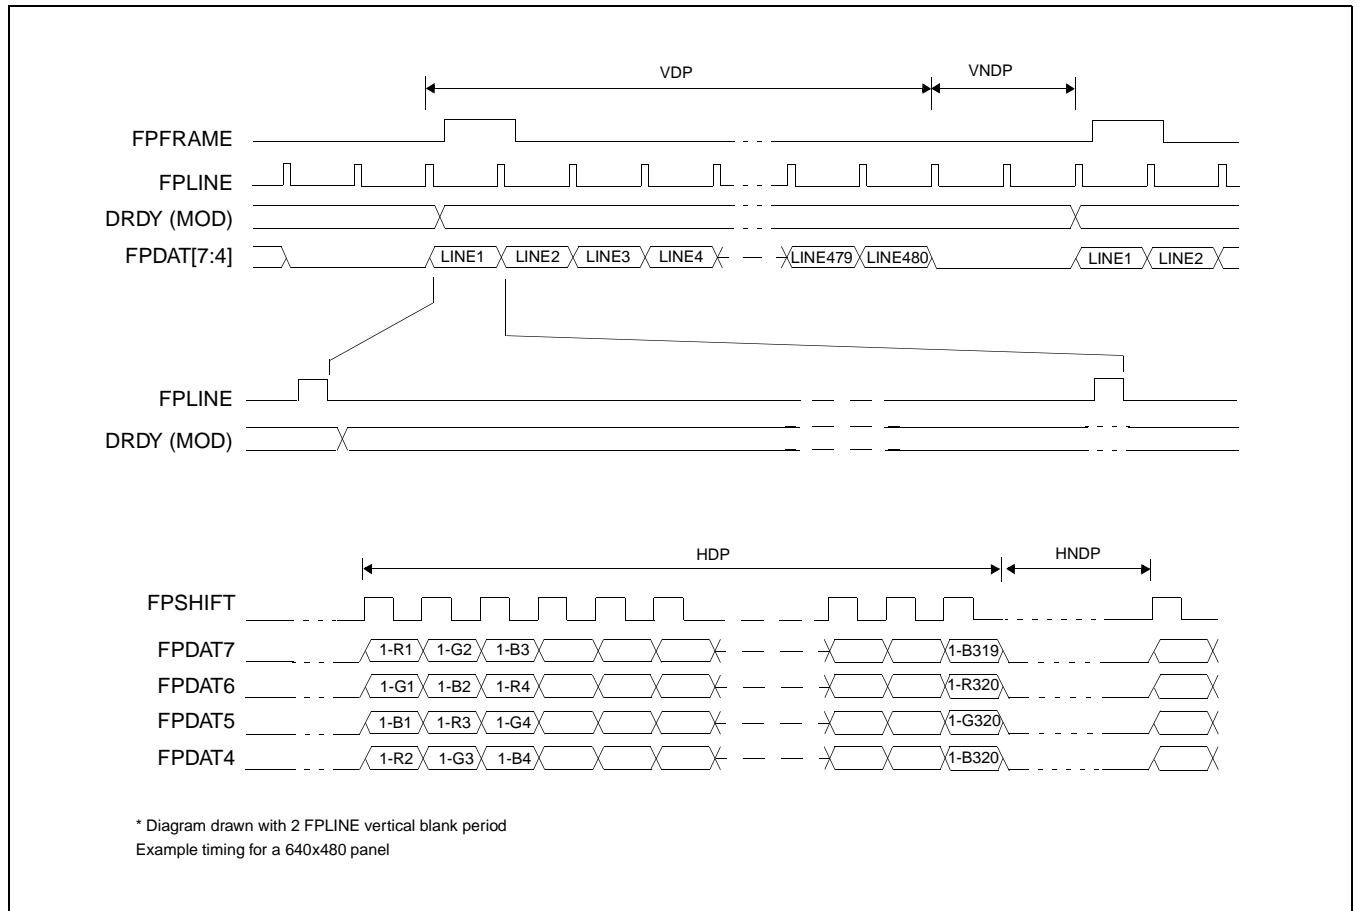 VDP VNDP
FPFRAME
FPLINE
DRDY (MOD)
FPDAT[7:4] LINE1 LINE2 LINE3 LINE4 LINE479 LINE480 LINE1 LINE2
FPLINE
DRDY (MOD)
HDP HNDP
FPSHIFT
FPDAT7 1-R1 1-G2 1-B3 1-B319
FPDAT6 1-G1 1-B2 1-R4 1-R320
FPDAT5 1-B1 1-R3 1-G4 1-G320
FPDAT4 1-R2 1-G3 1-B4 1-B320
* Diagram drawn with 2 FPLINE vertical blank period
Example timing for a 640x480 panel